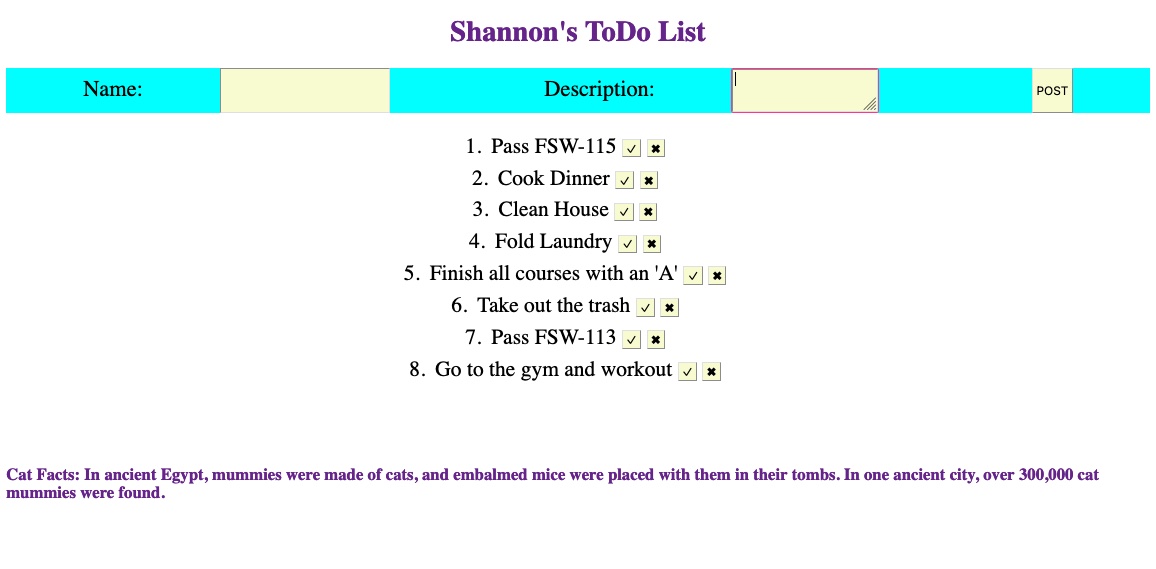 Shannon's ToDo List
Name: Description: POST
1. Pass FSW-115 ✓ ✖
2. Cook Dinner ✓ ✖
3. Clean House ✓ ✖
4. Fold Laundry ✓ ✖
5. Finish all courses with an 'A' ✓ ✖
6. Take out the trash ✓ ✖
7. Pass FSW-113 ✓ ✖
8. Go to the gym and workout ✓ ✖
Cat Facts: In ancient Egypt, mummies were made of cats, and embalmed mice were placed with them in their tombs. In one ancient city, over 300,000 cat
mummies were found.